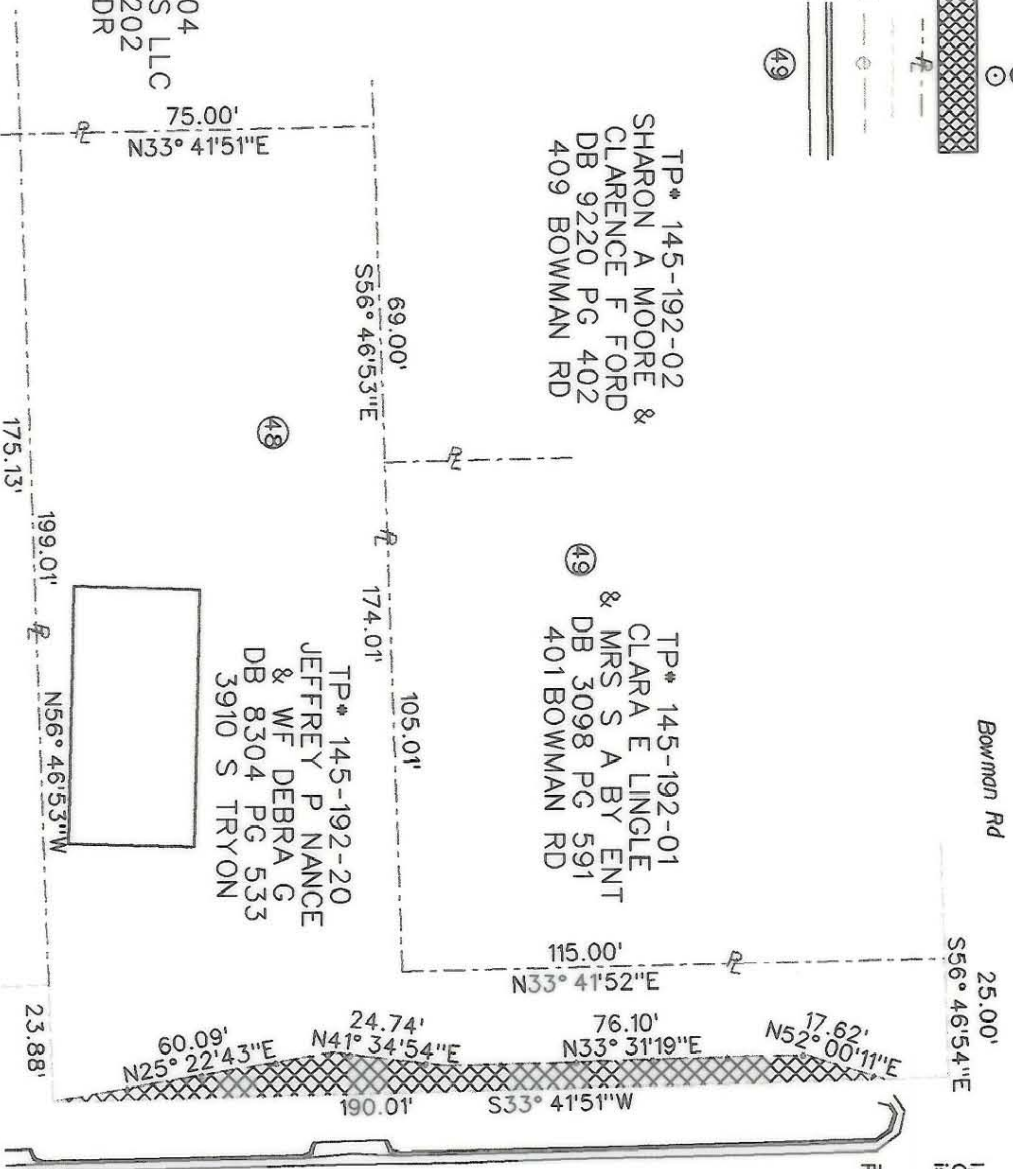 04
S LLC
202
DR
49
75.00'
N33° 41'51"E
TP# 145-192-02
SHARON A MOORE &
CLARENCE F FORD
DB 9220 PG 402
409 BOWMAN RD
69.00'
S56° 46'53"E
48
175.13'
199.01'
N56° 46'53"W
174.01'
105.01'
49
TP# 145-192-01
CLARA E LINGLE
& MRS S A BY ENT
DB 3098 PG 591
401 BOWMAN RD
TP# 145-192-20
JEFFREY P NANCE
& WF DEBRA G
DB 8304 PG 533
3910 S TRYON
Bowman Rd
25.00'
S56° 46'54"E
115.00'
N33° 41'52"E
23.88'
60.09'
N25° 22'43"E
24.74'
N41° 34'54"E
76.10'
N33° 31'19"E
17.62'
N52° 00'11"E
190.01'
S33° 41'51"W